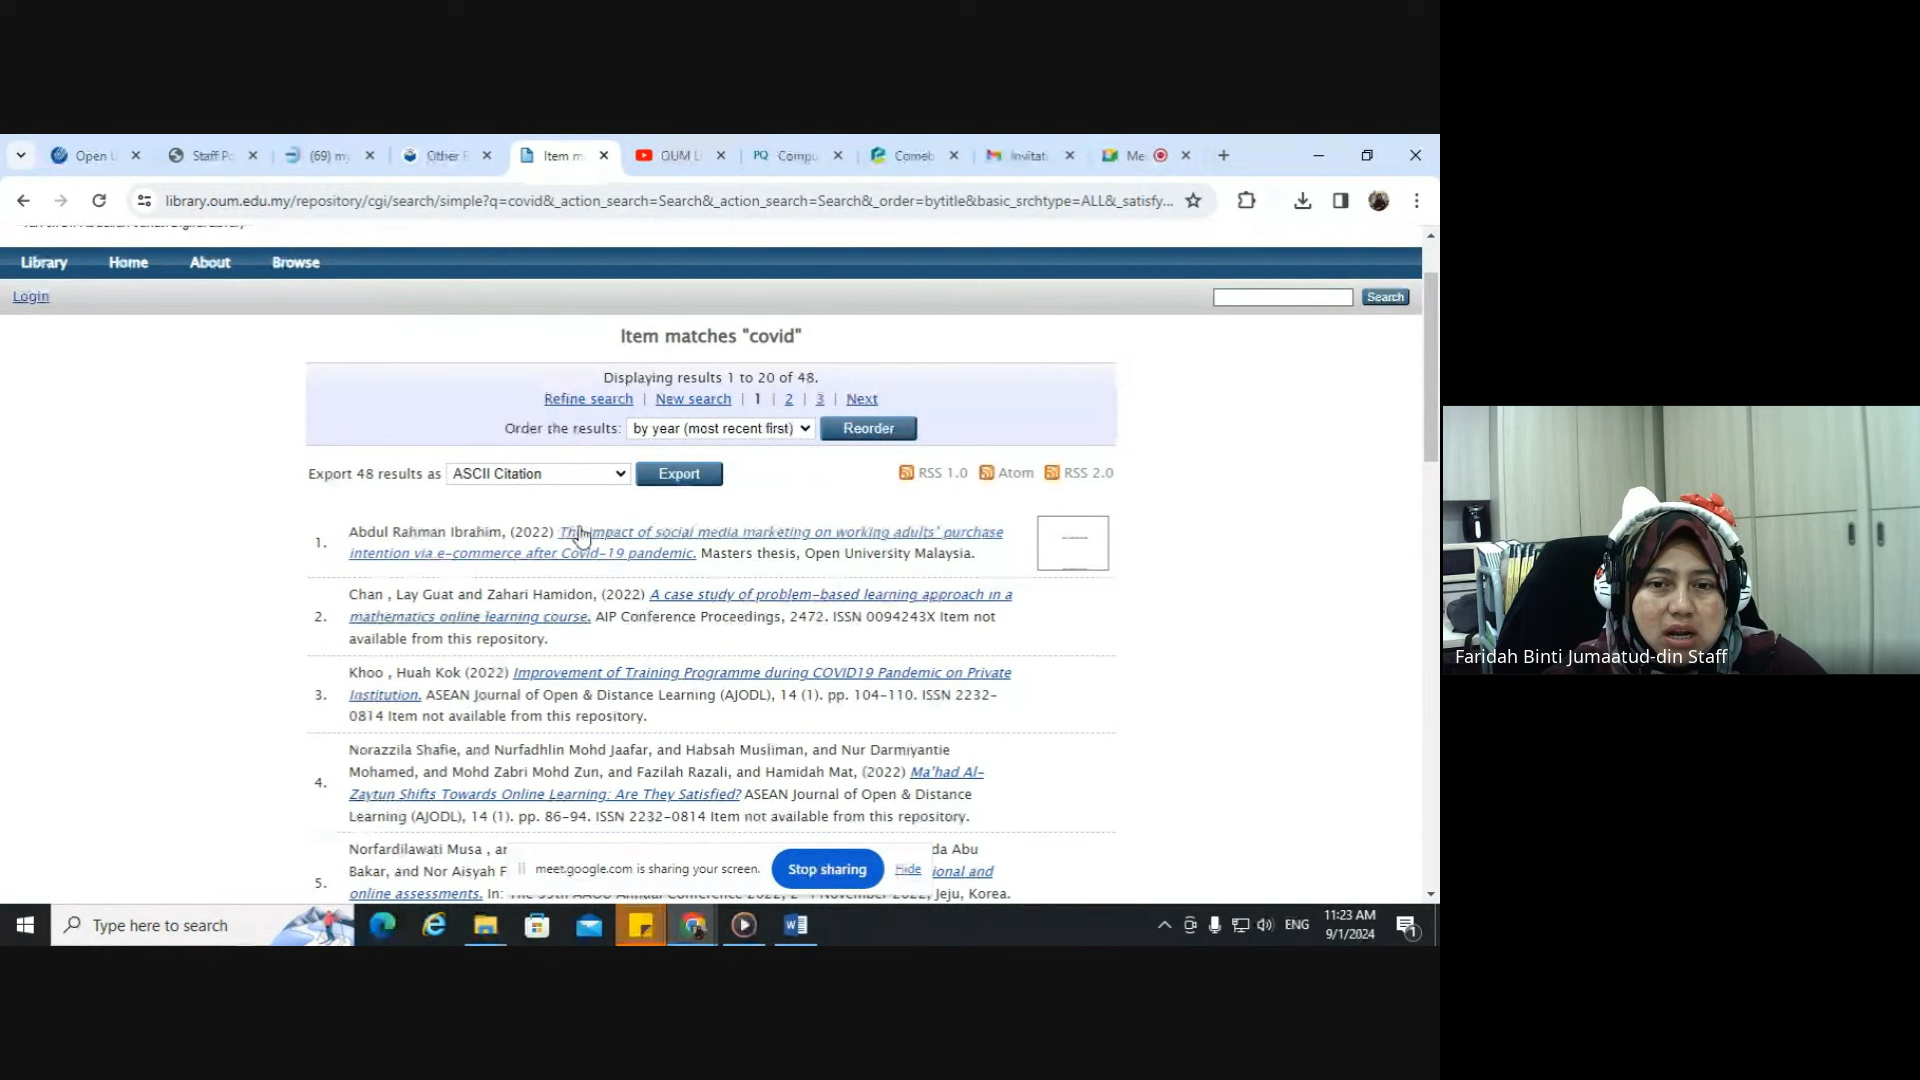 Open U
Staff Po
(69) my
Other F
Item m
OUM L
PQ Compu
Comeb
Invitati
Me
library.oum.edu.my/repository/cgi/search/simple?q=covid&_action_search=Search&_action_search=Search&_order=bytitle&basic_srchtype=ALL&_satisfy...
Library Home About Browse
Login
Search
Item matches "covid"
Displaying results 1 to 20 of 48.
Refine search | New search | 1 | 2 | 3 | Next
Order the results: by year (most recent first) Reorder
Export 48 results as ASCII Citation Export RSS 1.0 Atom RSS 2.0
1. Abdul Rahman Ibrahim, (2022) The impact of social media marketing on working adults' purchase
intention via e-commerce after Covid-19 pandemic. Masters thesis, Open University Malaysia.
Chan , Lay Guat and Zahari Hamidon, (2022) A case study of problem-based learning approach in a
2. mathematics online learning course. AIP Conference Proceedings, 2472. ISSN 0094243X Item not
available from this repository.
Khoo , Huah Kok (2022) Improvement of Training Programme during COVID19 Pandemic on Private
3. Institution. ASEAN Journal of Open & Distance Learning (AJODL), 14 (1). pp. 104-110. ISSN 2232-
0814 Item not available from this repository.
Norazzila Shafie, and Nurfadhlin Mohd Jaafar, and Habsah Musliman, and Nur Darmiyantie
Mohamed, and Mohd Zabri Mohd Zun, and Fazilah Razali, and Hamidah Mat, (2022) Ma'had Al-
4. Zaytun Shifts Towards Online Learning: Are They Satisfied? ASEAN Journal of Open & Distance
Learning (AJODL), 14 (1). pp. 86-94. ISSN 2232-0814 Item not available from this repository.
Norfardilawati Musa , ar da Abu
Bakar, and Nor Aisyah F ional and
5. online assessments. In: Jeju, Korea.
meet.google.com is sharing your screen. Stop sharing Hide
Type here to search
ENG
11:23 AM
9/1/2024
1
Faridah Binti Jumaatud-din Staff